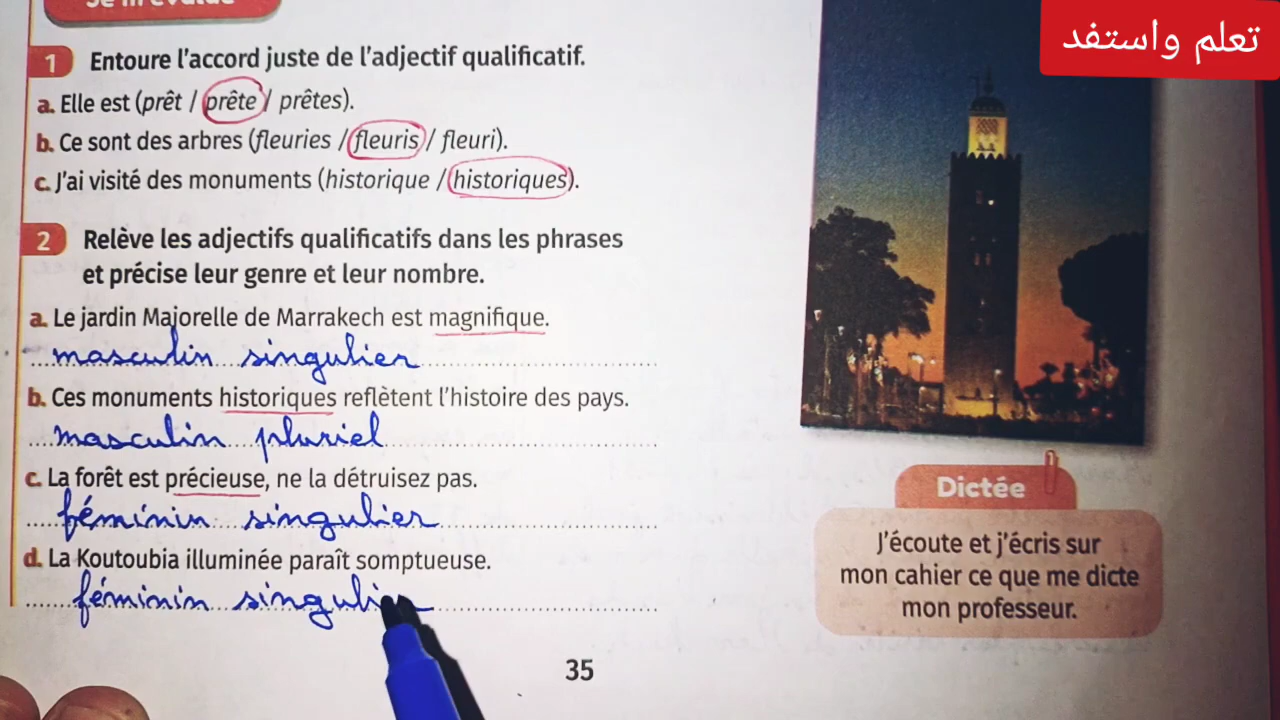 Je m'évalue
تعلم واستفد
1 Entoure l'accord juste de l'adjectif qualificatif.
a. Elle est (prêt / prête / prêtes).
b. Ce sont des arbres (fleuries / fleuris / fleuri).
c. J'ai visité des monuments (historique / historiques).
2 Relève les adjectifs qualificatifs dans les phrases
et précise leur genre et leur nombre.
a. Le jardin Majorelle de Marrakech est magnifique.
masculin singulier
b. Ces monuments historiques reflètent l'histoire des pays.
masculin pluriel
c. La forêt est précieuse, ne la détruisez pas.
féminin singulier
d. La Koutoubia illuminée paraît somptueuse.
féminin singulier
Dictée
J'écoute et j'écris sur
mon cahier ce que me dicte
mon professeur.
35